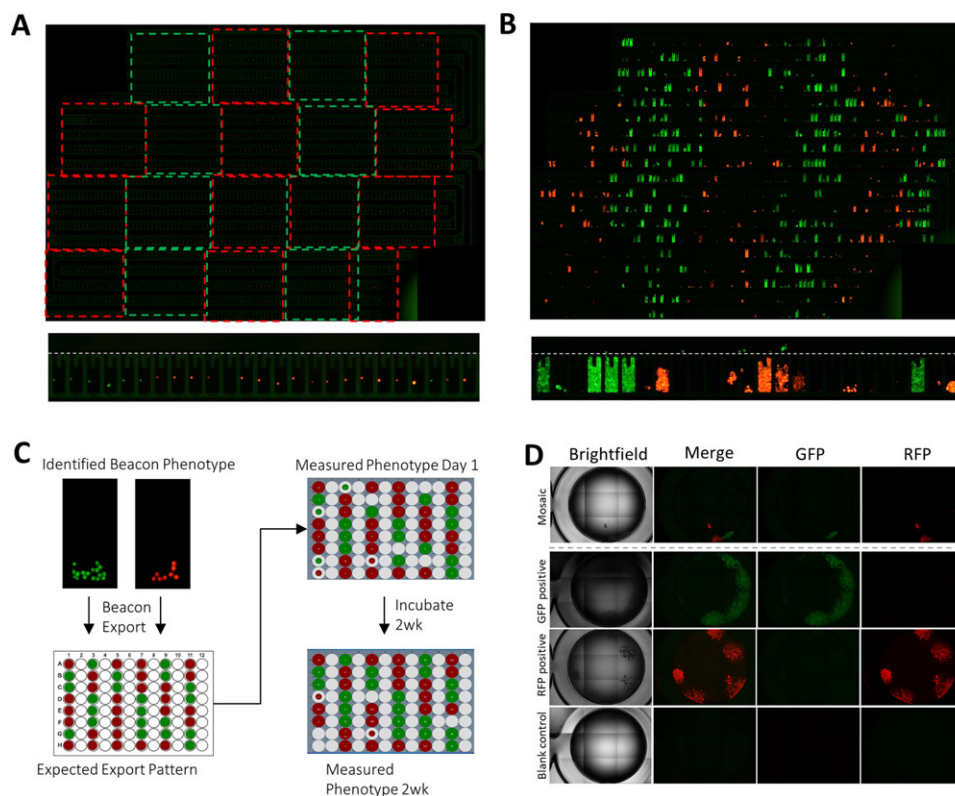 A
B
C
Identified Beacon Phenotype
Beacon
Export
1 2 3 4 5 6 7 8 9 10 11 12
A
B
C
D
E
F
G
H
Expected Export Pattern
Measured Phenotype Day 1
Incubate
2wk
Measured
Phenotype 2wk
D
Brightfield Merge GFP RFP
Mosaic
GFP positive
RFP positive
Blank control